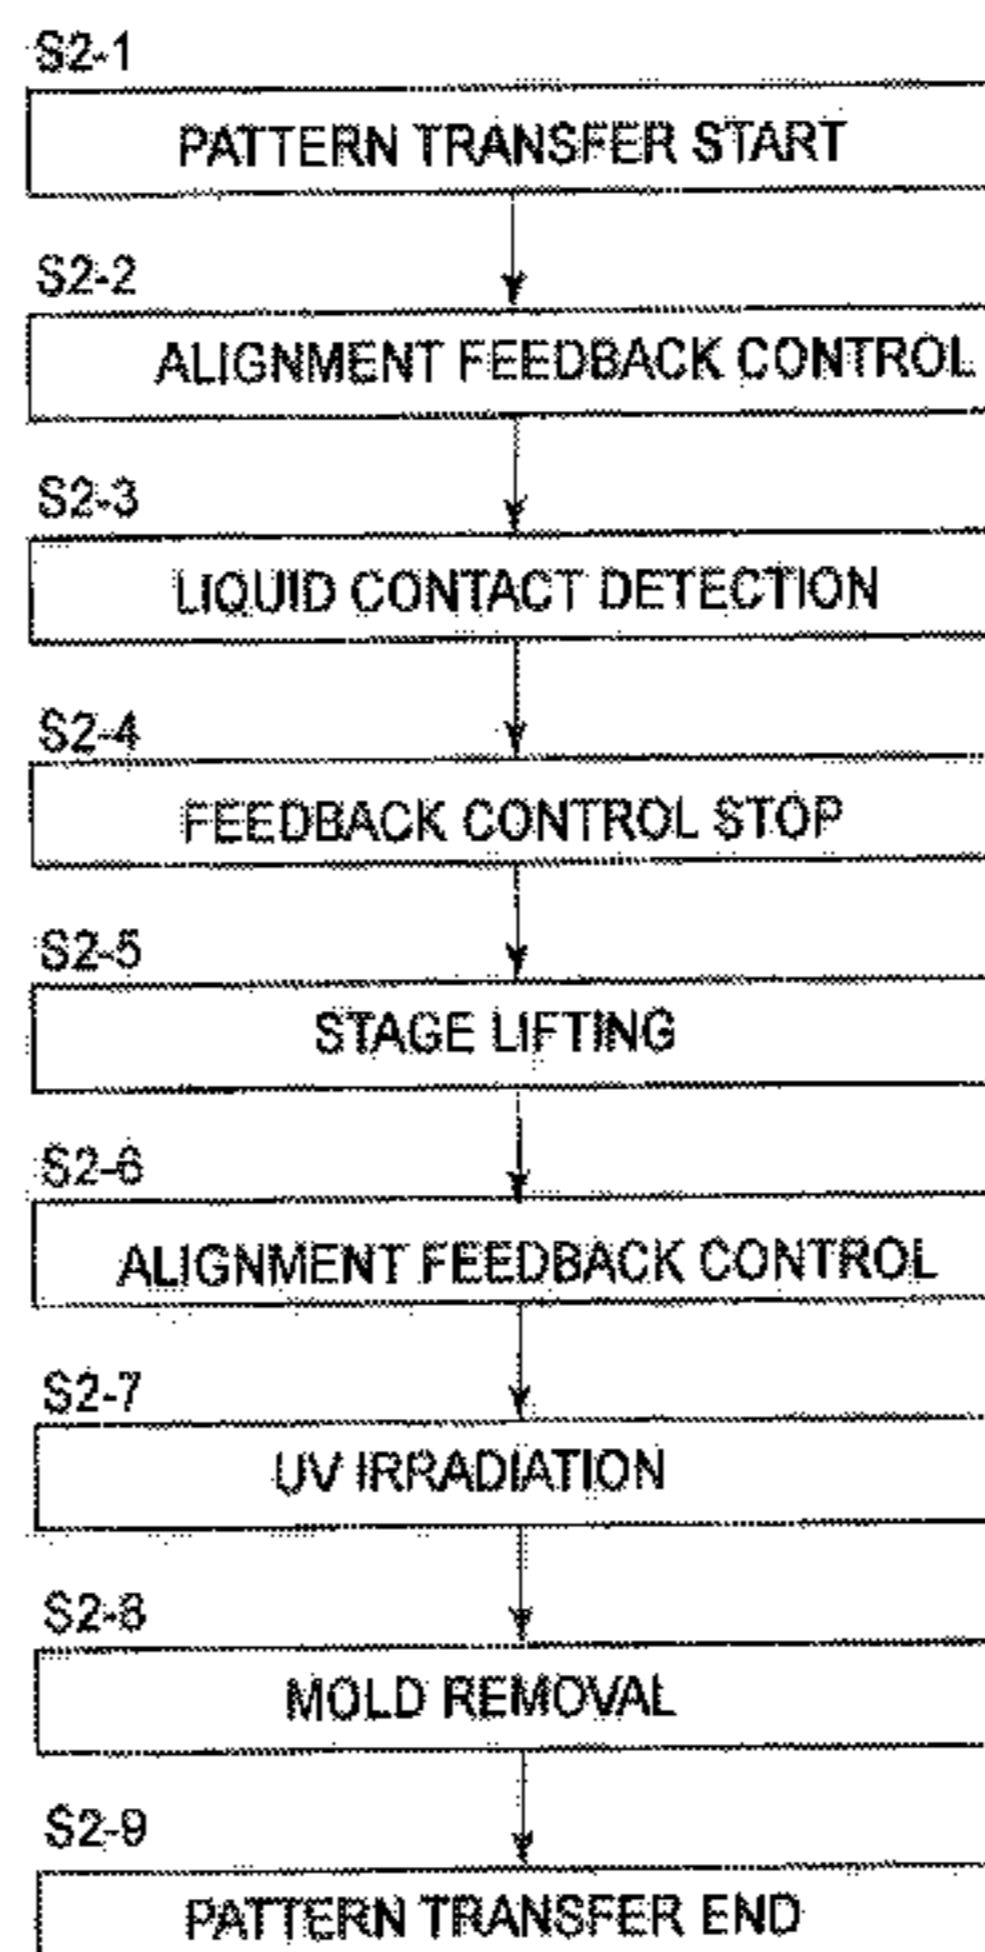 S2-1
PATTERN TRANSFER START
S2-2
ALIGNMENT FEEDBACK CONTROL
S2-3
LIQUID CONTACT DETECTION
S2-4
FEEDBACK CONTROL STOP
S2-5
STAGE LIFTING
S2-6
ALIGNMENT FEEDBACK CONTROL
S2-7
UV IRRADIATION
S2-8
MOLD REMOVAL
S2-9
PATTERN TRANSFER END